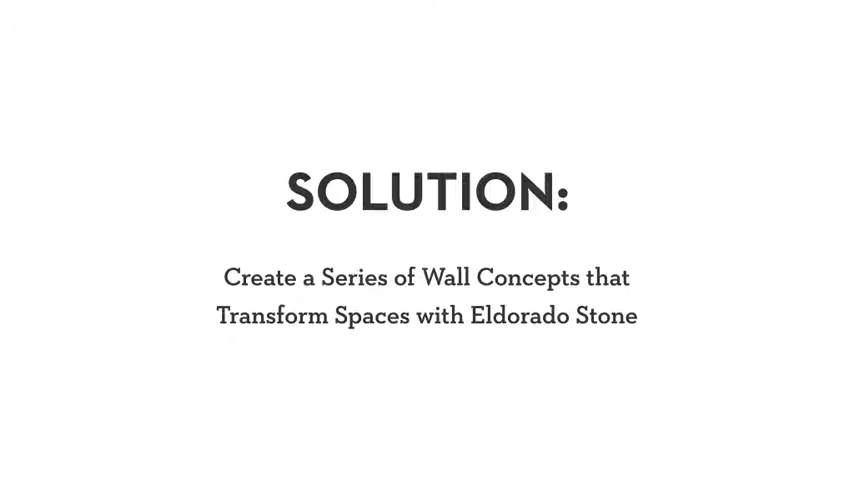 SOLUTION:
Create a Series of Wall Concepts that
Transform Spaces with Eldorado Stone